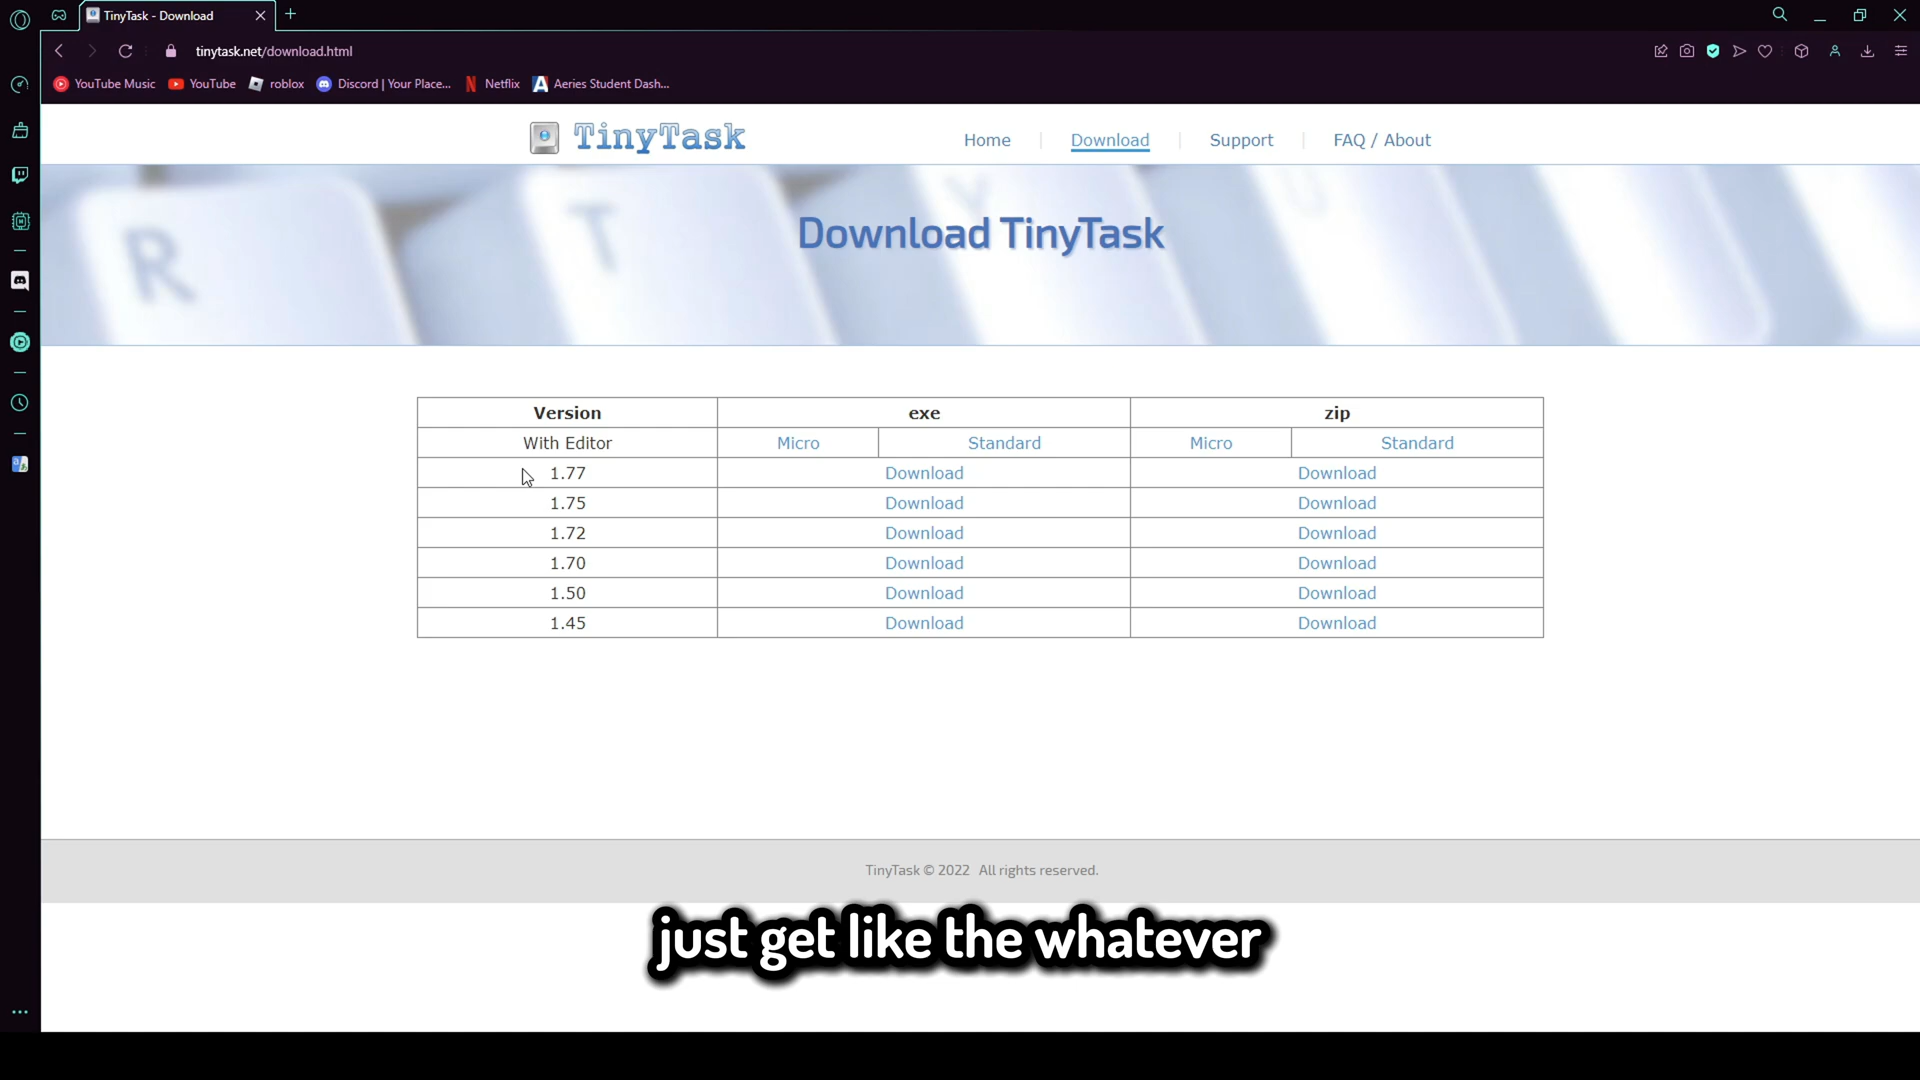 TinyTask - Download
tinytask.net/download.html
YouTube Music YouTube roblox Discord | Your Place... Netflix Aeries Student Dash...
TinyTask
Home Download Support FAQ / About
R T Y U
Download TinyTask
Version exe zip
With Editor Micro Standard Micro Standard
1.77 Download Download
1.75 Download Download
1.72 Download Download
1.70 Download Download
1.50 Download Download
1.45 Download Download
TinyTask © 2022 All rights reserved.
just get like the whatever